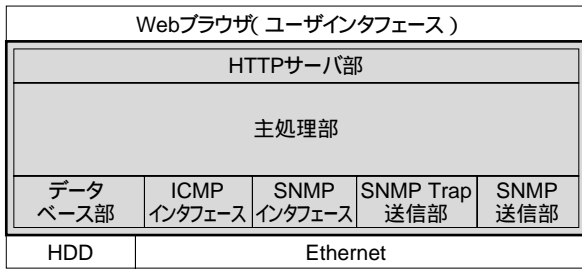 Webブラウザ( ユーザインタフェース )
HTTPサーバ部
主処理部
データ
ベース部
ICMP
インタフェース
SNMP
インタフェース
SNMP Trap
送信部
SNMP
送信部
HDD
Ethernet